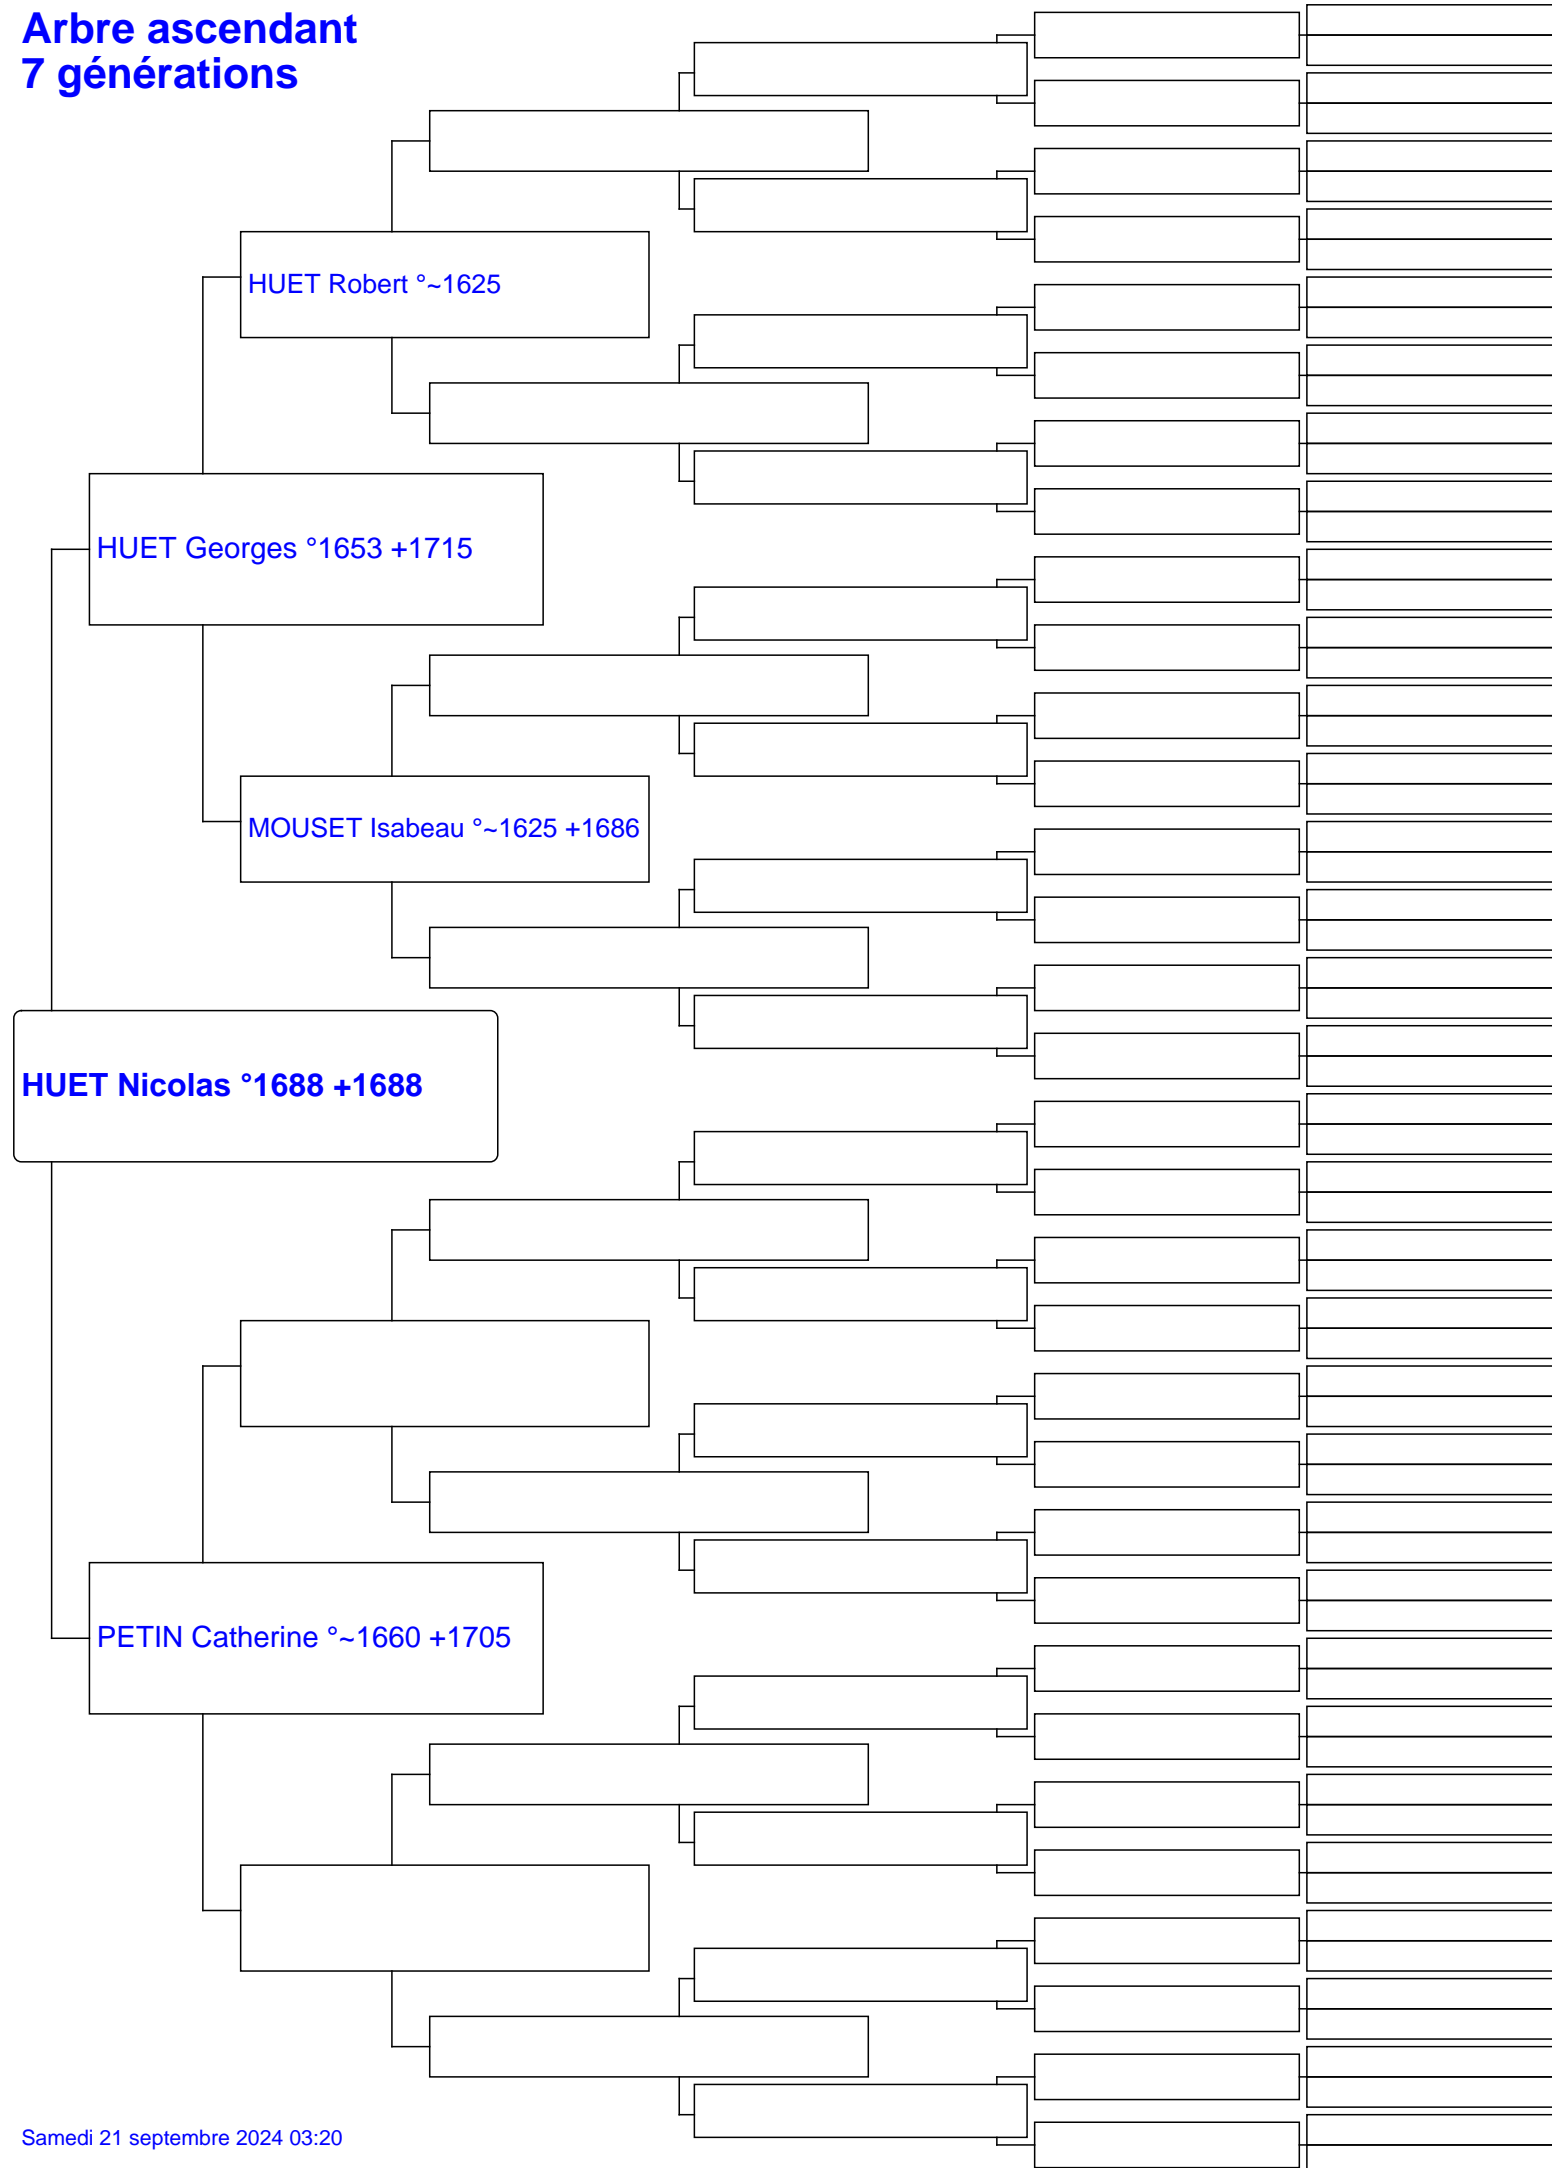 Arbre ascendant
7 générations
HUET Robert °~1625
HUET Georges °1653 +1715
MOUSET Isabeau °~1625 +1686
HUET Nicolas °1688 +1688
PETIN Catherine °~1660 +1705
Samedi 21 septembre 2024 03:20